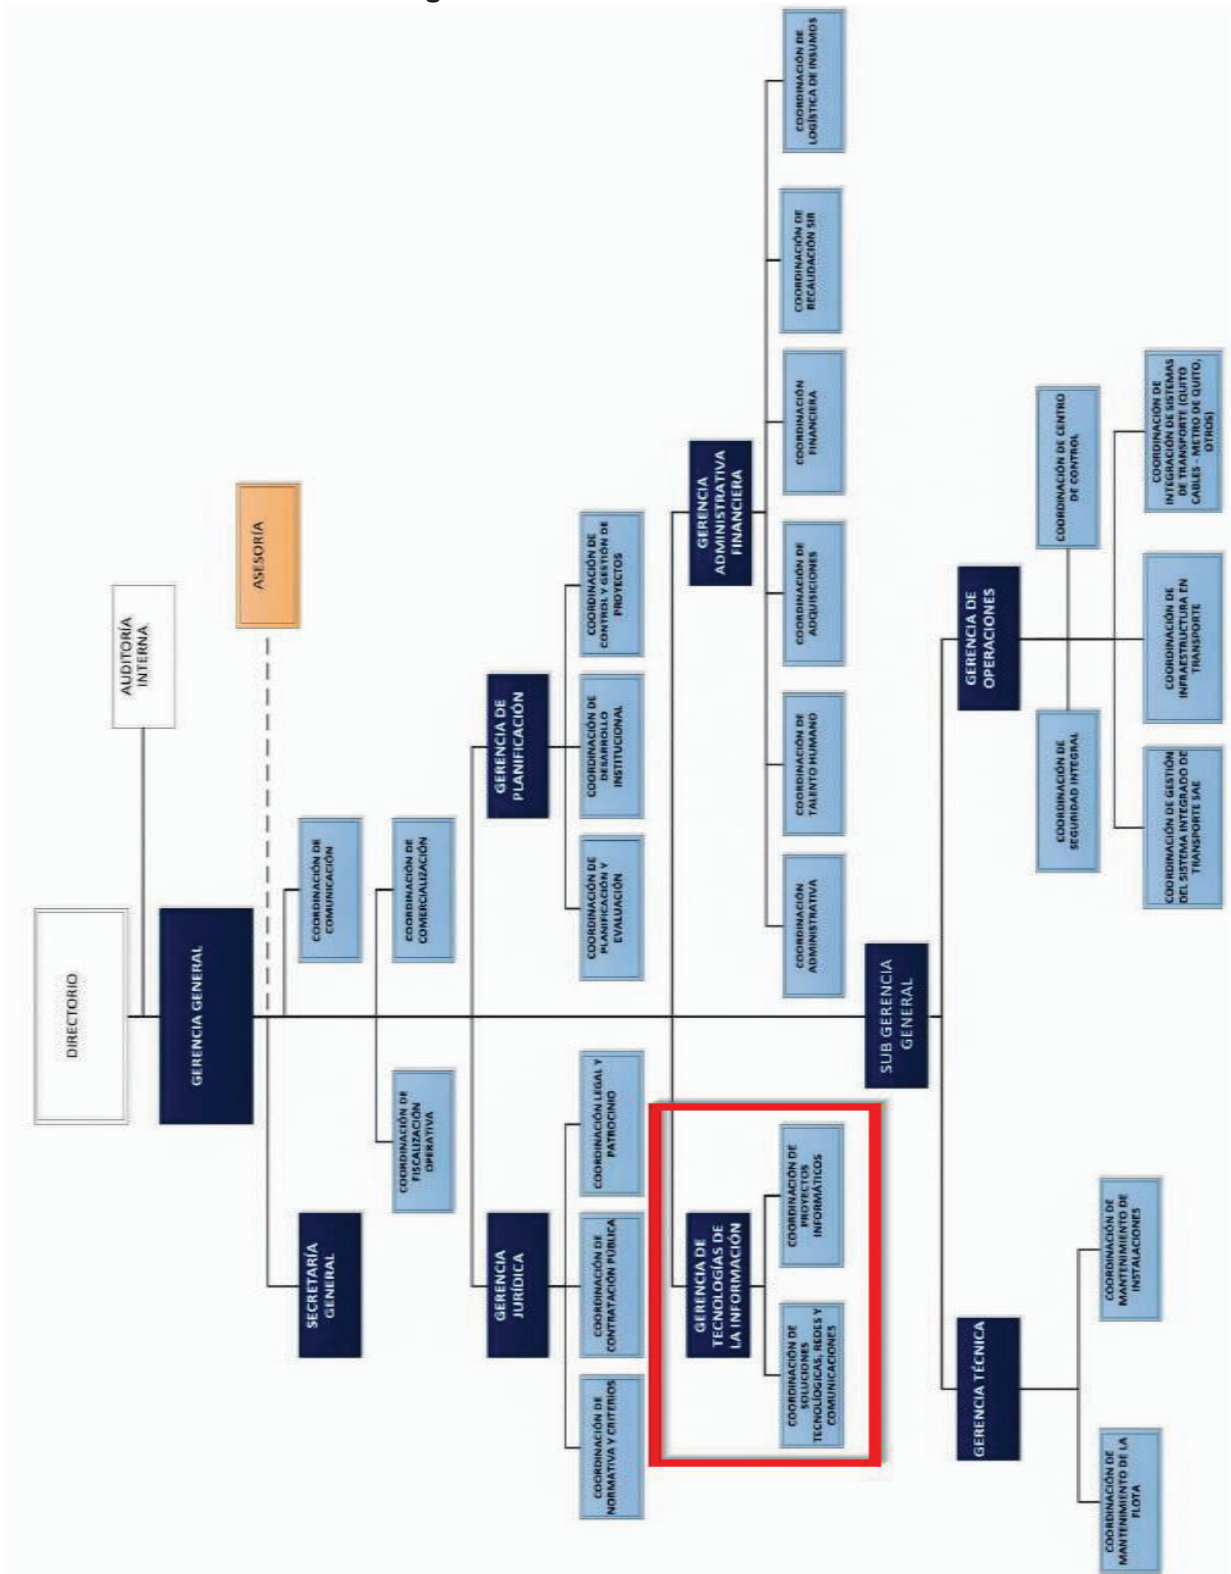 DIRECTORIO
AUDITORÍA
INTERNA
GERENCIA GENERAL
ASESORÍA
SECRETARÍA
GENERAL
COORDINACIÓN DE
COMUNICACIÓN
COORDINACIÓN DE
FISCALIZACIÓN
OPERATIVA
COORDINACIÓN DE
COMERCIALIZACIÓN
GERENCIA
JURÍDICA
GERENCIA DE
PLANIFICACIÓN
COORDINACIÓN DE
NORMATIVA Y CRITERIOS
COORDINACIÓN DE
CONTRATACIÓN PÚBLICA
COORDINACIÓN LEGAL Y
PATROCINIO
COORDINACIÓN DE
PLANIFICACIÓN Y
EVALUACIÓN
COORDINACIÓN DE
DESARROLLO
INSTITUCIONAL
COORDINACIÓN DE
CONTROL Y GESTIÓN DE
PROYECTOS
GERENCIA DE
TECNOLOGÍAS DE
LA INFORMACIÓN
GERENCIA
ADMINISTRATIVA
FINANCIERA
COORDINACIÓN DE
SOLUCIONES
TECNLÍOGICAS, REDES Y
COMUNICACIONES
COORDINACIÓN DE
PROYECTOS
INFORMÁTICOS
COORDINACIÓN
ADMINISTRATIVA
COORDINACIÓN DE
TALENTO HUMANO
COORDINACIÓN DE
ADQUISICIONES
COORDINACIÓN
FINANCIERA
COORDINACIÓN DE
RECAUDACIÓN SIR
COORDINACIÓN DE
LOGÍSTICA DE INSUMOS
SUB GERENCIA
GENERAL
GERENCIA TÉCNICA
GERENCIA DE
OPERACIONES
COORDINACIÓN DE
SEGURIDAD INTEGRAL
COORDINACIÓN DE CENTRO
DE CONTROL
COORDINACIÓN DE
MANTENIMIENTO DE LA
FLOTA
COORDINACIÓN DE
MANTENIMIENTO DE
INSTALACIONES
COORDINACIÓN DE GESTIÓN
DEL SISTEMA INTEGRADO DE
TRANSPORTE SAE
COORDINACIÓN DE
INFRAESTRUCTURA EN
TRANSPORTE
COORDINACIÓN DE
INTEGRACIÓN DE SISTEMAS
DE TRANSPORTE (QUITO
CABLES - METRO DE QUITO,
OTROS)